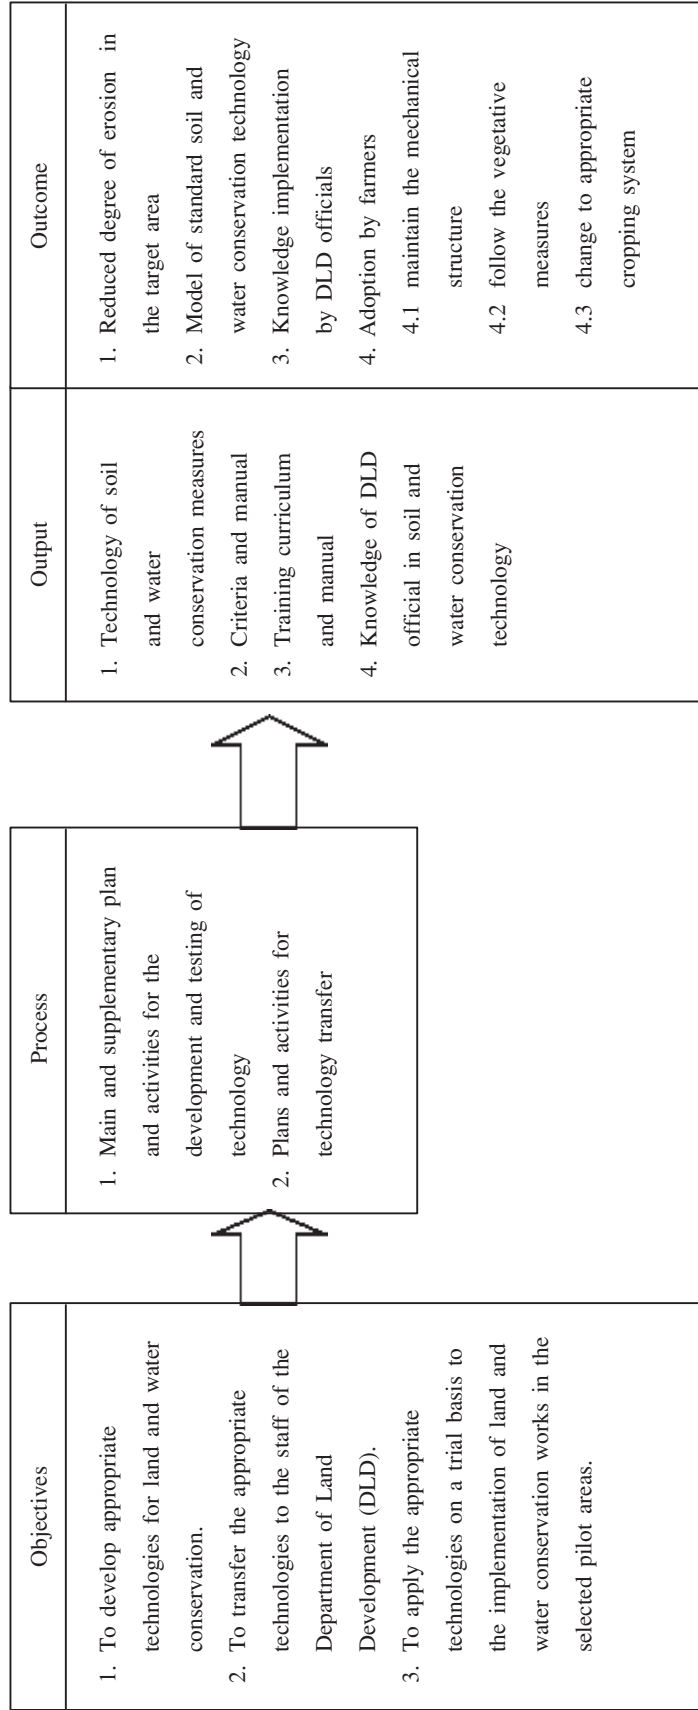 Objectives
1. To develop appropriate
technologies for land and water
conservation.
2. To transfer the appropriate
technologies to the staff of the
Department of Land
Development (DLD).
3. To apply the appropriate
technologies on a trial basis to
the implementation of land and
water conservation works in the
selected pilot areas.
Process
1. Main and supplementary plan
and activities for the
development and testing of
technology
2. Plans and activities for
technology transfer
Output
1. Technology of soil
and water
conservation measures
2. Criteria and manual
3. Training curriculum
and manual
4. Knowledge of DLD
official in soil and
water conservation
technology
Outcome
1. Reduced degree of erosion in
the target area
2. Model of standard soil and
water conservation technology
3. Knowledge implementation
by DLD officials
4. Adoption by farmers
4.1 maintain the mechanical
structure
4.2 follow the vegetative
measures
4.3 change to appropriate
cropping system